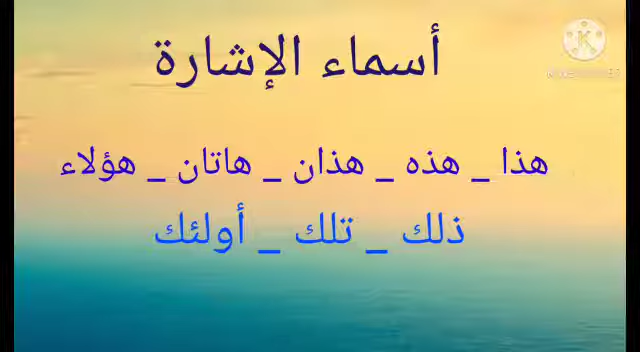 أسماء الإشارة
هذا _ هذه _ هذان _ هاتان _ هؤلاء
ذلك _ تلك _ أولئك